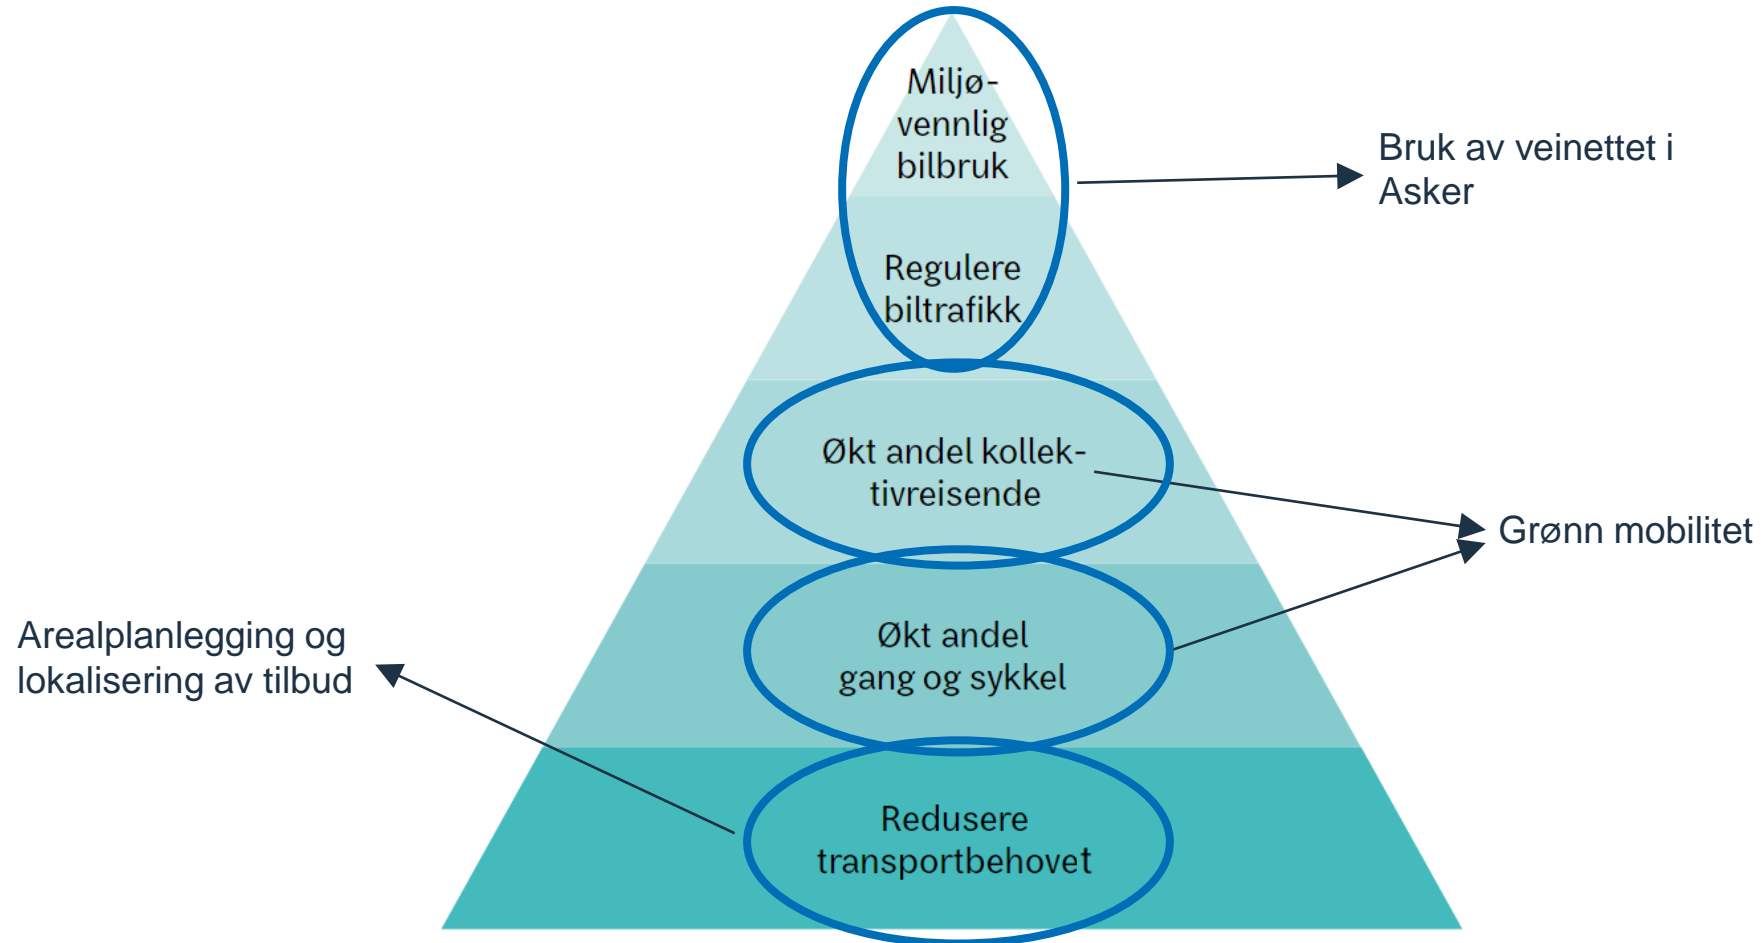 Miljø-
vennlig
bilbruk
Bruk av veinettet i
Asker
Regulere
biltrafikk
Økt andel kollek-
tivreisende
Grønn mobilitet
Økt andel
gang og sykkel
Arealplanlegging og
lokalisering av tilbud
Redusere
transportbehovet